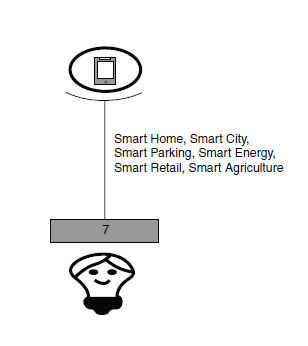 Smart Home, Smart City,
Smart Parking, Smart Energy,
Smart Retail, Smart Agriculture
7